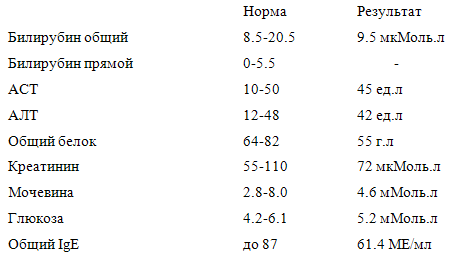 Норма Результат
Билирубин общий 8.5-20.5 9.5 мкМоль.л
Билирубин прямой 0-5.5 -
АСТ 10-50 45 ед.л
АЛТ 12-48 42 ед.л
Общий белок 64-82 55 г.л
Креатинин 55-110 72 мкМоль.л
Мочевина 2.8-8.0 4.6 мМоль.л
Глюкоза 4.2-6.1 5.2 мМоль.л
Общий IgE до 87 61.4 МЕ/мл